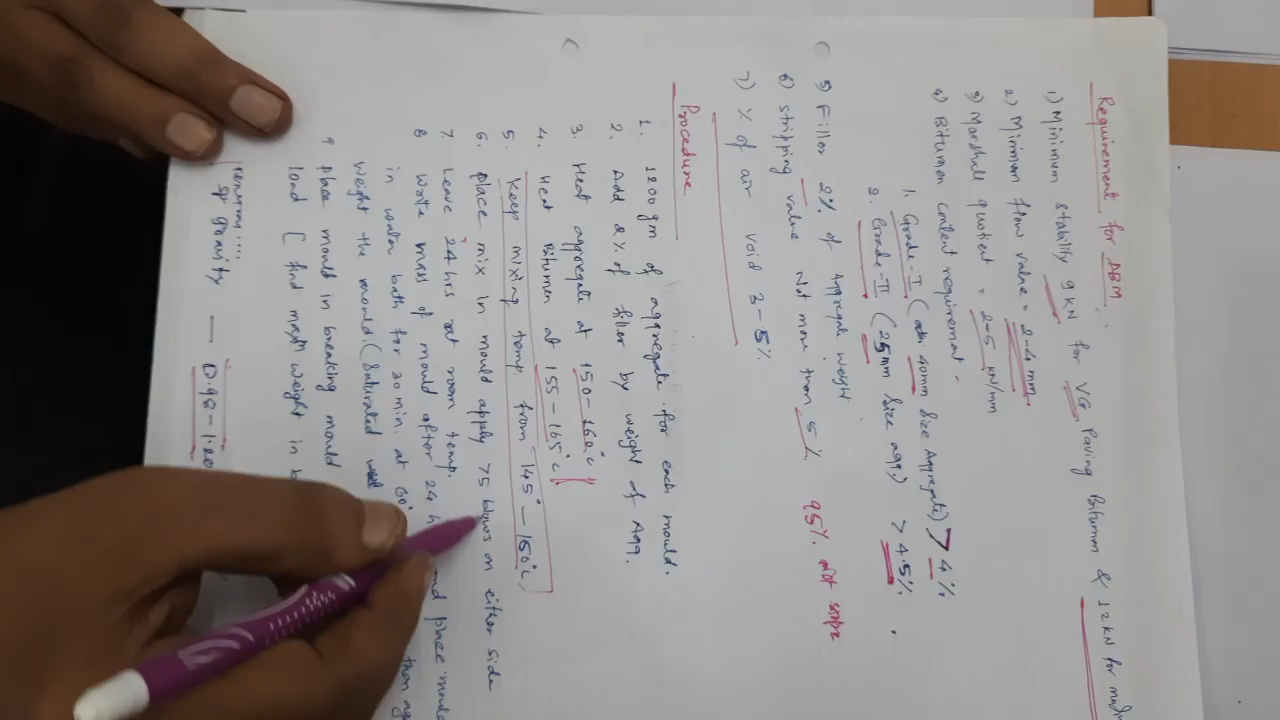 Requirement for DBM
1) Minimum stability 9 kN for VG Paving Bitumen & 12 kN for
2) Minimum flow value = 2-4 mm
3) Marshall quotient = 2-5 kN/mm
4) Bitumen content requirement -
1. Grade-I ( 40mm size Aggregate) > 4%
2. Grade-II (25mm size agg) > 4.5%
5) Filler 2% of Aggregate weight
6) stripping value Not more than 5% 95% not
7) % of air void 3-5%
Procedure
1. 1200 gm of aggregate for each mould.
2. Add 2% of filler by weight of Agg.
3. Heat aggregate at 150-160°c
4. Heat Bitumen at 155-165°c
5. Keep mixing temp. from 145°-150°c
6. place mix in mould apply 75 blows on either side
7 Leave 24 hrs at room temp.
8 Write mass of mould after 24 place mould
in water bath for 30 min. at 60° than
weight the mould. (Saturated
9 place mould in breaking mould
load [ find weight in
sp gravity — 0.98-1.20